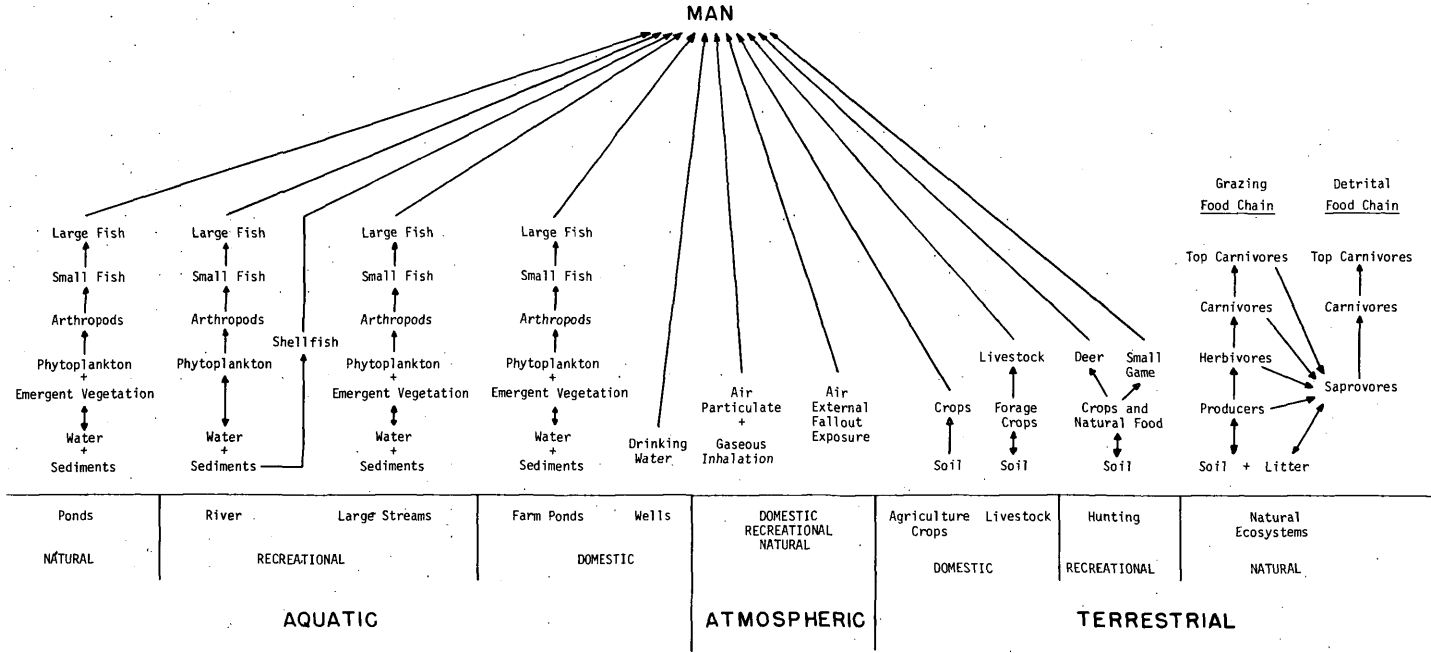 MAN
Grazing
Food Chain
Detrital
Food Chain
Large Fish
Small Fish
Arthropods
Phytoplankton
+
Emergent Vegetation
Water
+
Sediments
Large Fish
Small Fish
Arthropods
Phytoplankton
Water
+
Sediments
Shellfish
Large Fish
Small Fish
Arthropods
Phytoplankton
+
Emergent Vegetation
Water
+
Sediments
Large Fish
Small Fish
Arthropods
Phytoplankton
+
Emergent Vegetation
Water
+
Sediments
Drinking
Water
Air
Particulate
+
Gaseous
Inhalation
Air
External
Fallout
Exposure
Crops
Soil
Livestock
Forage
Crops
Soil
Deer
Small
Game
Crops and
Natural Food
Soil
Top Carnivores
Carnivores
Herbivores
Producers
Soil + Litter
Top Carnivores
Carnivores
Saprovores
Ponds
NATURAL
River
Large Streams
RECREATIONAL
Farm Ponds
Wells
DOMESTIC
DOMESTIC
RECREATIONAL
NATURAL
Agriculture
Crops
Livestock
DOMESTIC
Hunting
RECREATIONAL
Natural
Ecosystems
NATURAL
AQUATIC
ATMOSPHERIC
TERRESTRIAL